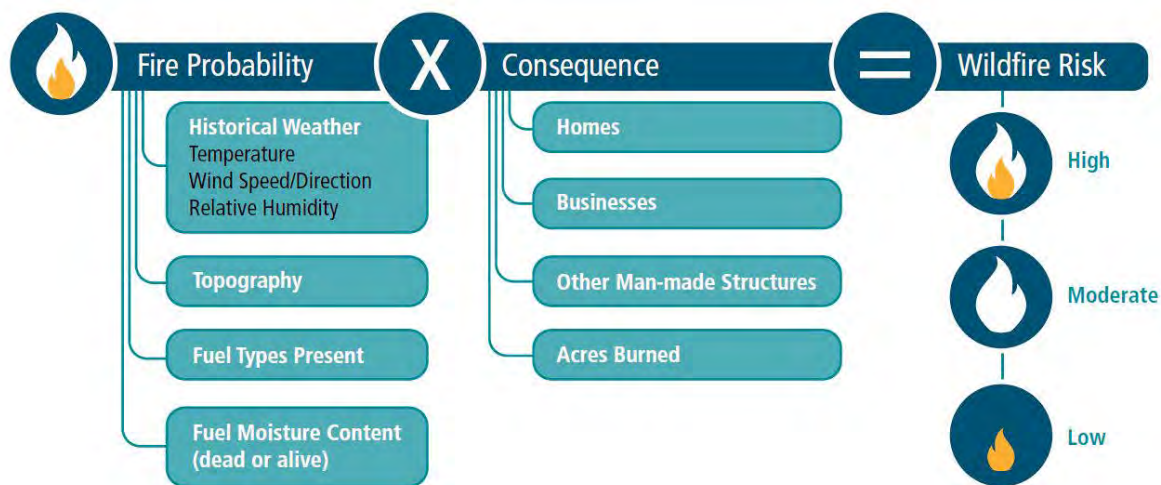 Fire Probability
X
Consequence
=
Wildfire Risk
Historical Weather
Temperature
Wind Speed/Direction
Relative Humidity
Topography
Fuel Types Present
Fuel Moisture Content
(dead or alive)
Homes
Businesses
Other Man-made Structures
Acres Burned
High
Moderate
Low